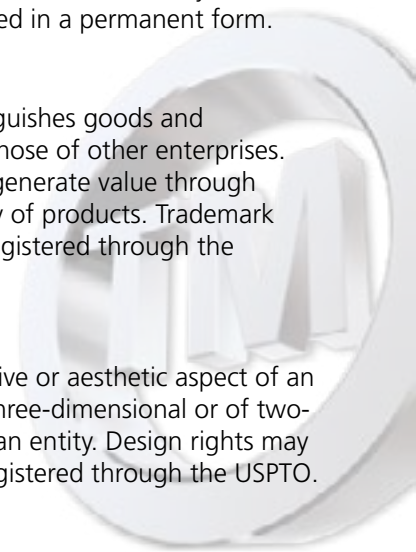 ed in a permanent form.
guishes goods and
hose of other enterprises.
generate value through
y of products. Trademark
gistered through the
ive or aesthetic aspect of an
hree-dimensional or of two-
an entity. Design rights may
gistered through the USPTO.
TM